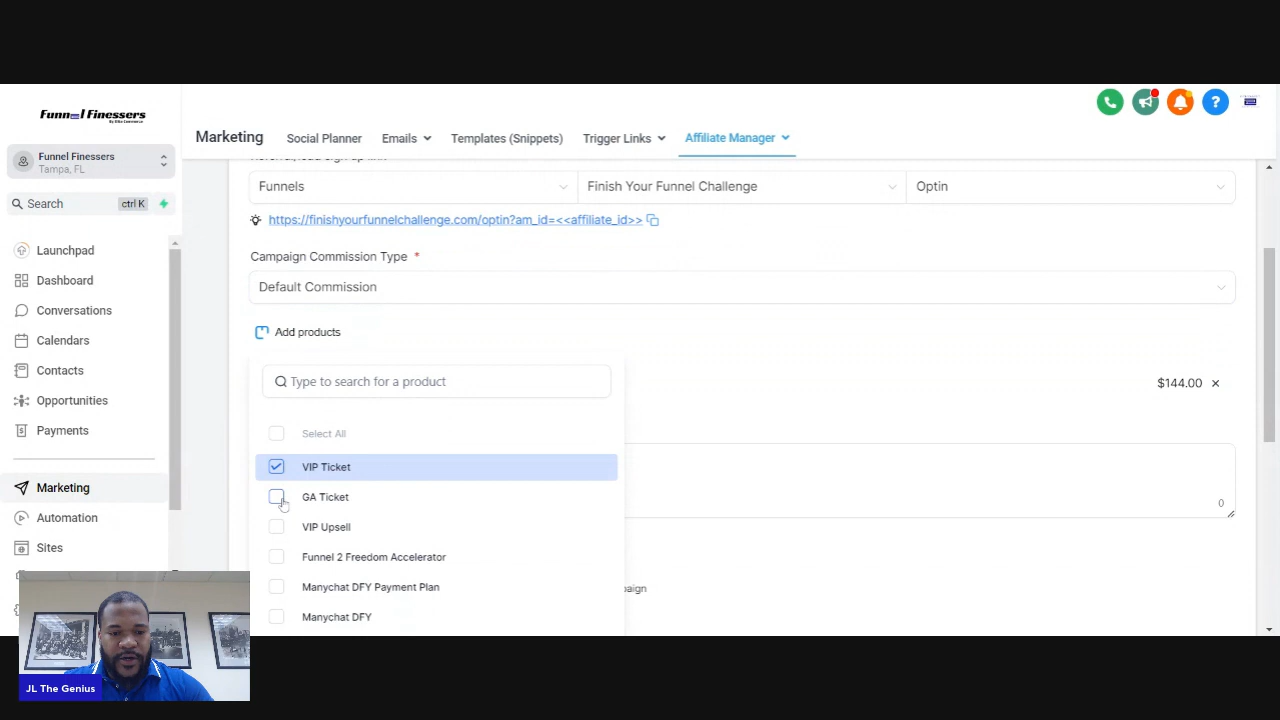 Funnel Finessers
Funnel Finessers
Tampa, FL
Search ctrl K
Launchpad
Dashboard
Conversations
Calendars
Contacts
Opportunities
Payments
Marketing
Automation
Sites
Marketing Social Planner Emails Templates (Snippets) Trigger Links Affiliate Manager
Funnels Finish Your Funnel Challenge Optin
https://finishyourfunnelchallenge.com/optin?am_id=<<affiliate_id>>
Campaign Commission Type *
Default Commission
Add products
Type to search for a product
$144.00 ×
Select All
VIP Ticket
GA Ticket
0
VIP Upsell
Funnel 2 Freedom Accelerator
Manychat DFY Payment Plan
paign
Manychat DFY
JL The Genius